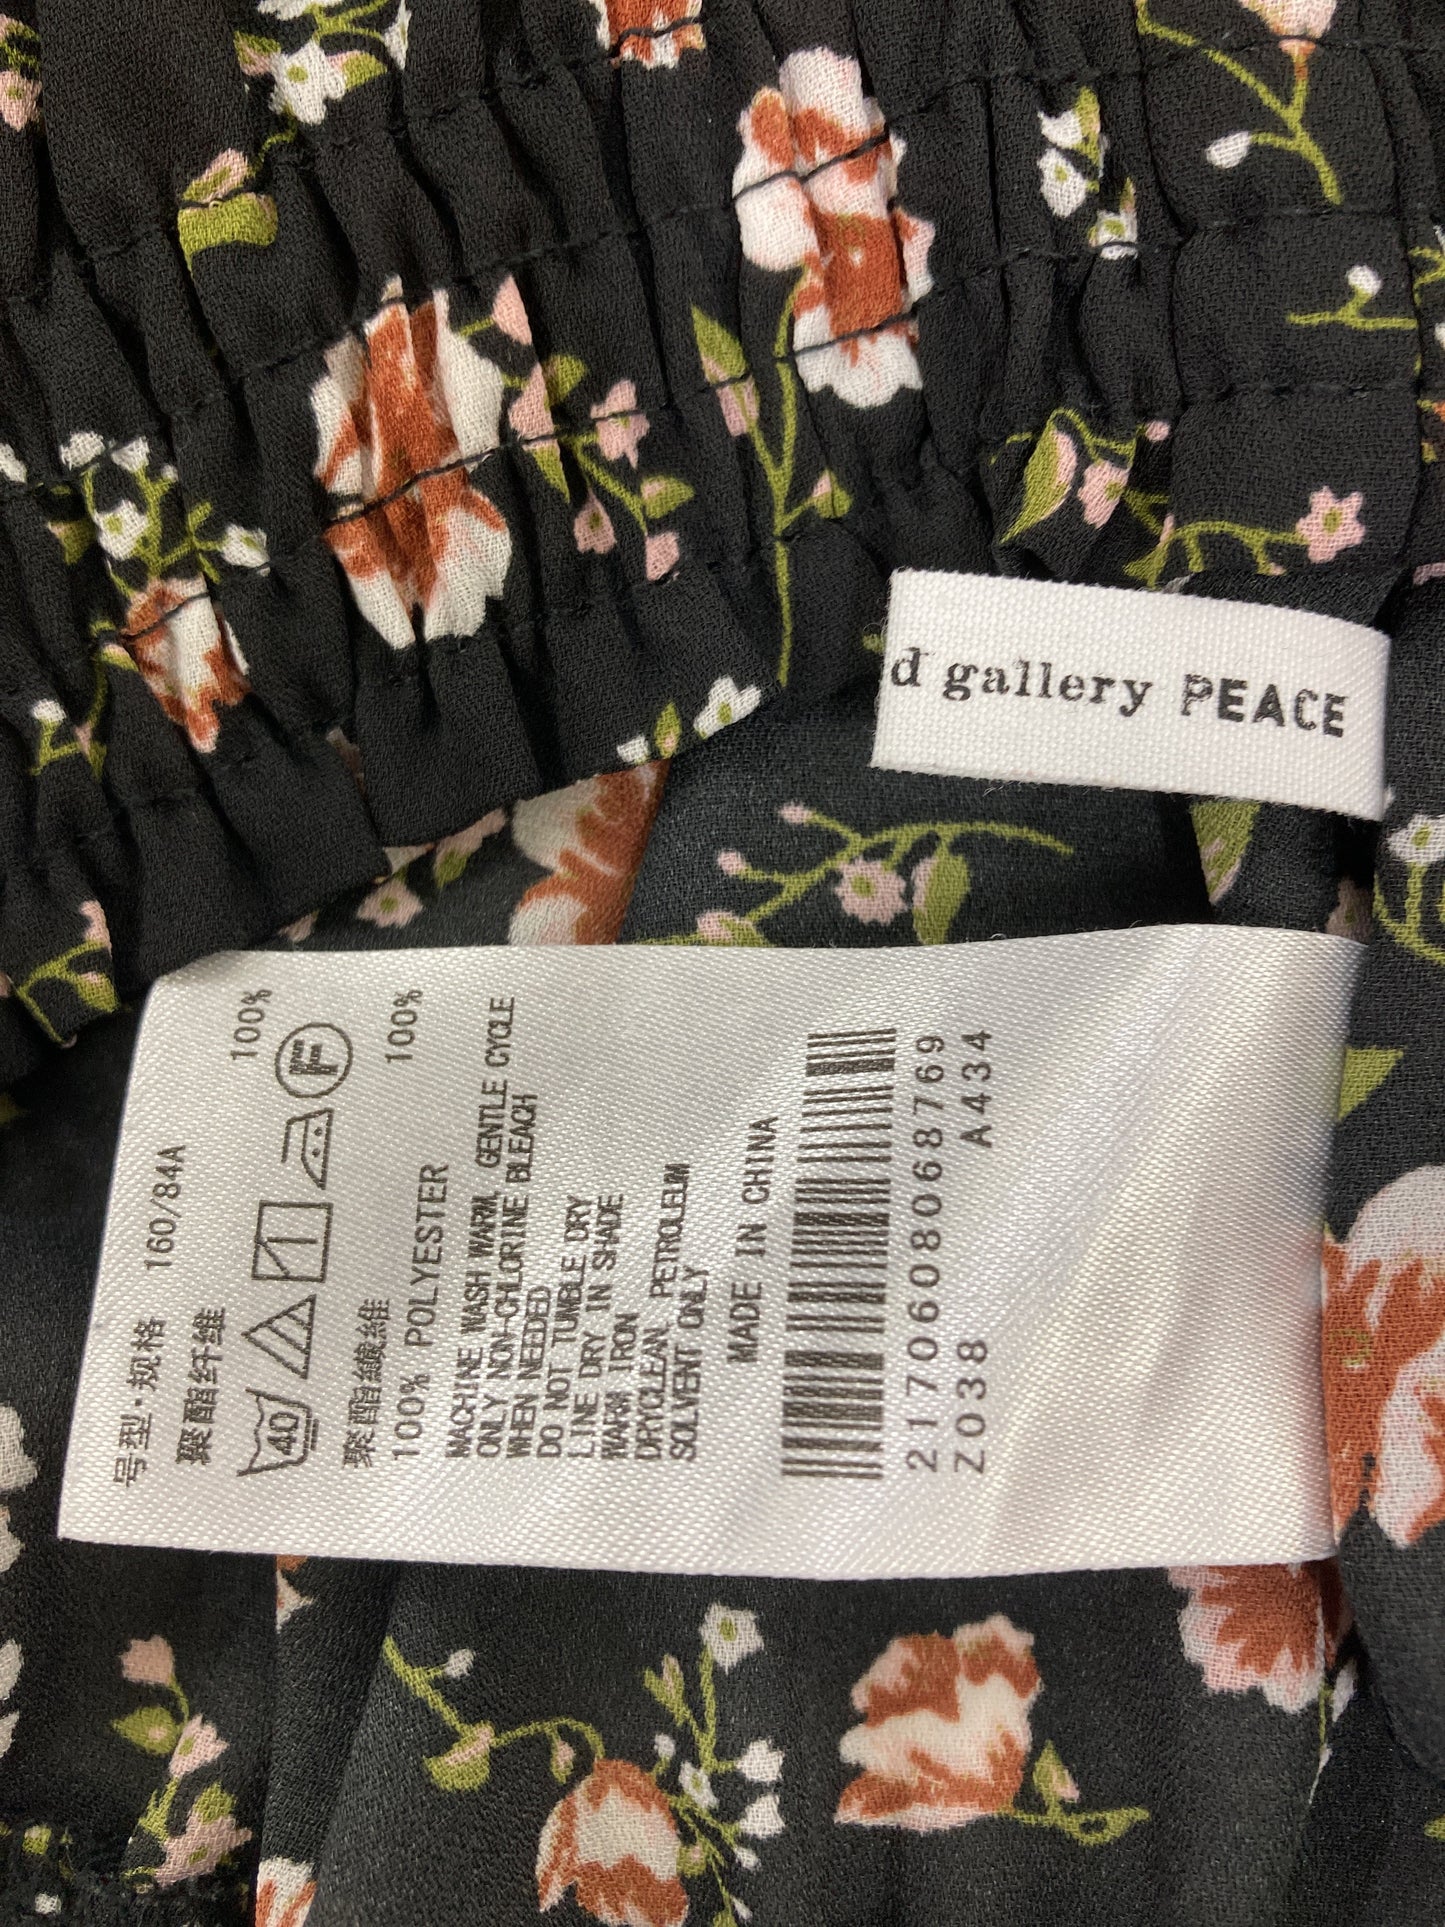 d gallery PEACE
号型·规格 160/84A
聚酯纤维 100%
40
F
聚酯纖維 100%
100% POLYESTER
MACHINE WASH WARM, GENTLE CYCLE
ONLY NON-CHLORINE BLEACH
WHEN NEEDED
DO NOT TUMBLE DRY
LINE DRY IN SHADE
WARM IRON
DRYCLEAN, PETROLEUM
SOLVENT ONLY
MADE IN CHINA
2170608068769
Z038 A434